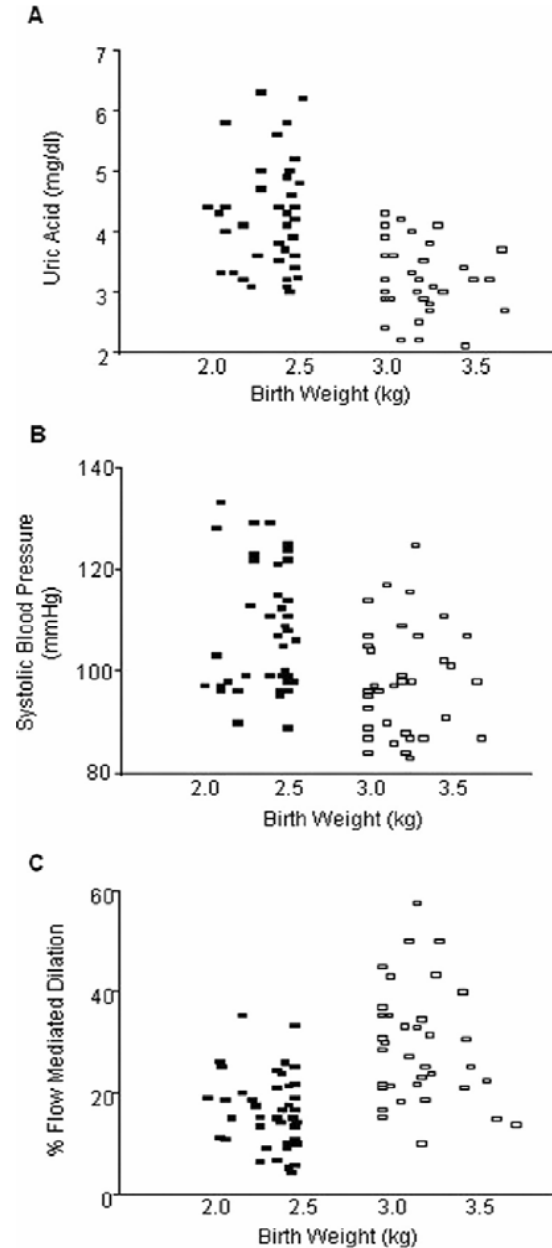 A
7
6
5
4
3
2
Uric Acid (mg/dl)
2.0 2.5 3.0 3.5
Birth Weight (kg)
B
140
120
100
80
Systolic Blood Pressure
(mmHg)
2.0 2.5 3.0 3.5
Birth Weight (kg)
C
60
40
20
0
% Flow Mediated Dilation
2.0 2.5 3.0 3.5
Birth Weight (kg)